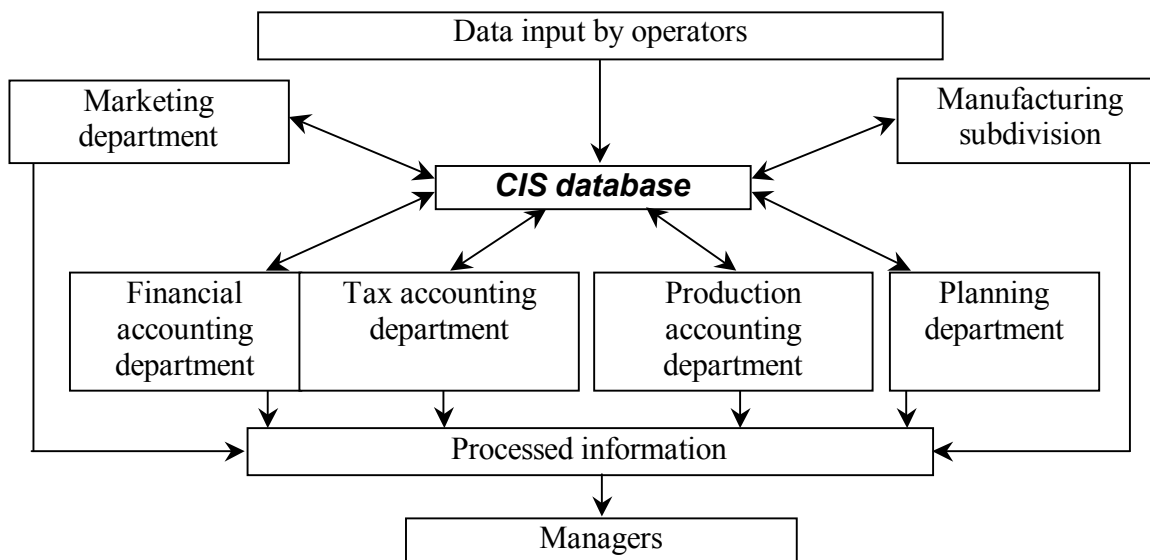 Data input by operators
Marketing
department
Manufacturing
subdivision
CIS database
Financial
accounting
department
Tax accounting
department
Production
accounting
department
Planning
department
Processed information
Managers